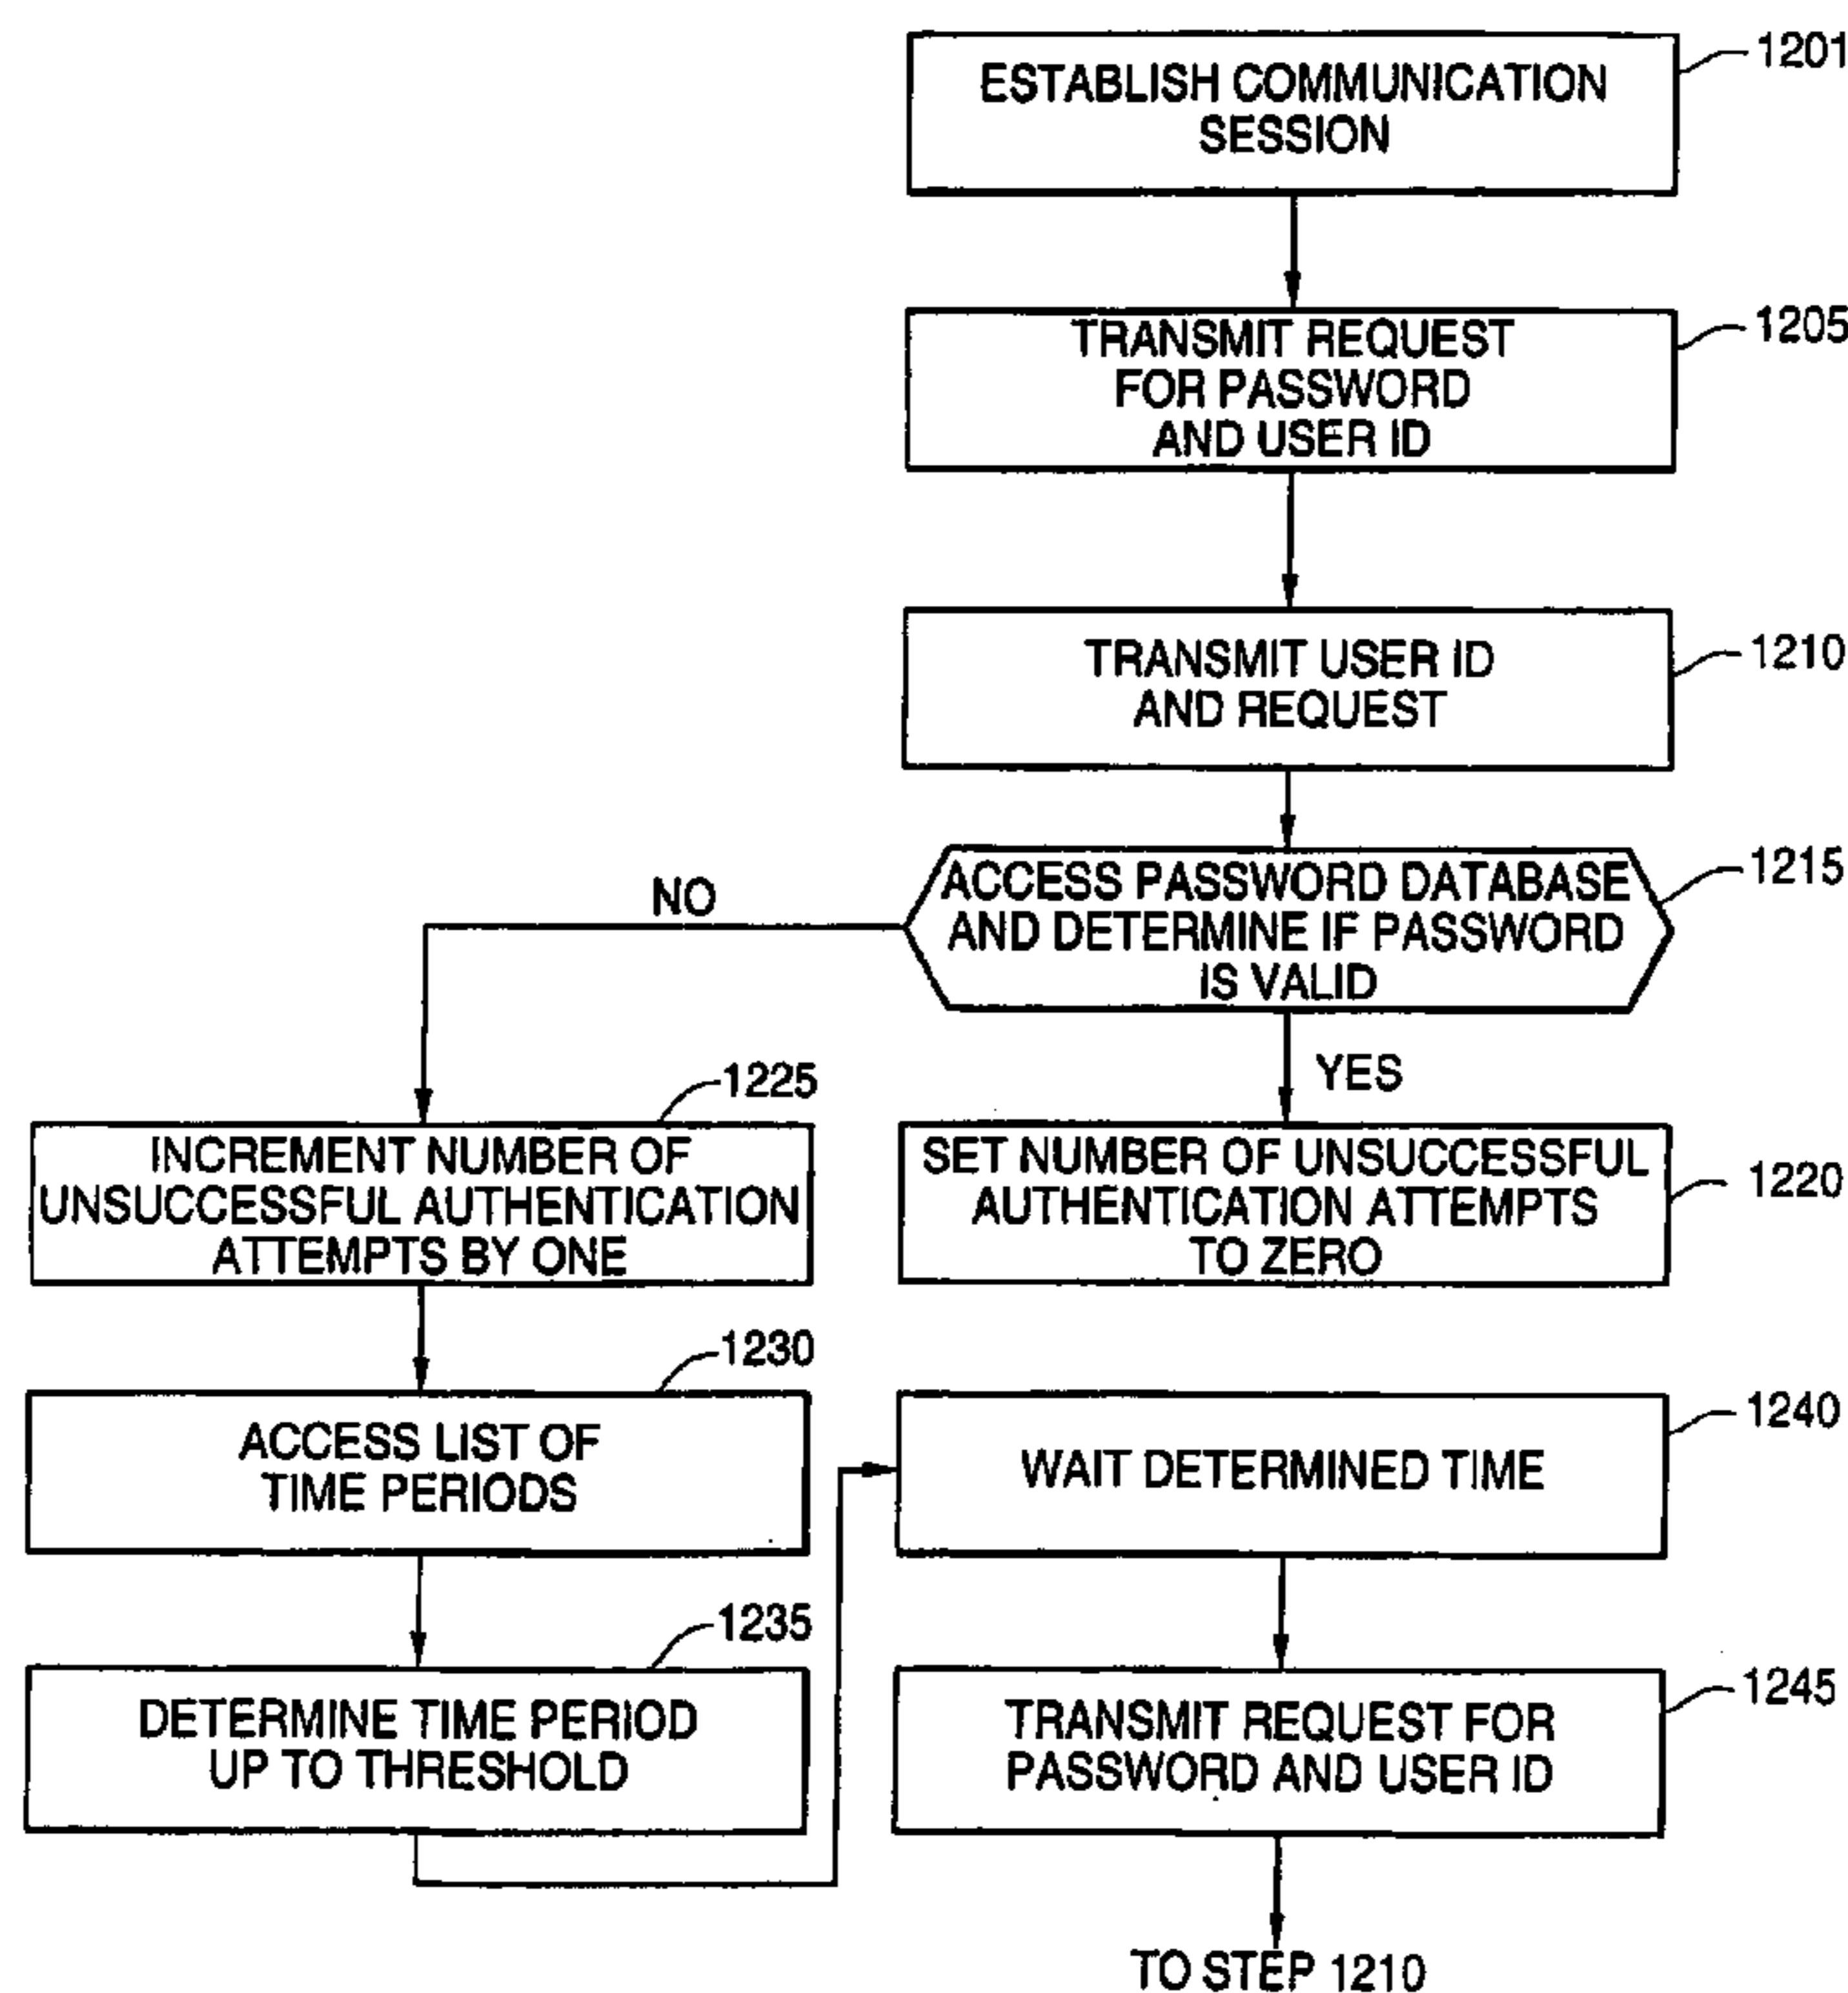 ESTABLISH COMMUNICATION
SESSION
1201
TRANSMIT REQUEST
FOR PASSWORD
AND USER ID
1205
TRANSMIT USER ID
AND REQUEST
1210
ACCESS PASSWORD DATABASE
AND DETERMINE IF PASSWORD
IS VALID
1215
NO
YES
1225
INCREMENT NUMBER OF
UNSUCCESSFUL AUTHENTICATION
ATTEMPTS BY ONE
SET NUMBER OF UNSUCCESSFUL
AUTHENTICATION ATTEMPTS
TO ZERO
1220
1230
ACCESS LIST OF
TIME PERIODS
1235
DETERMINE TIME PERIOD
UP TO THRESHOLD
WAIT DETERMINED TIME
1240
TRANSMIT REQUEST FOR
PASSWORD AND USER ID
1245
TO STEP 1210